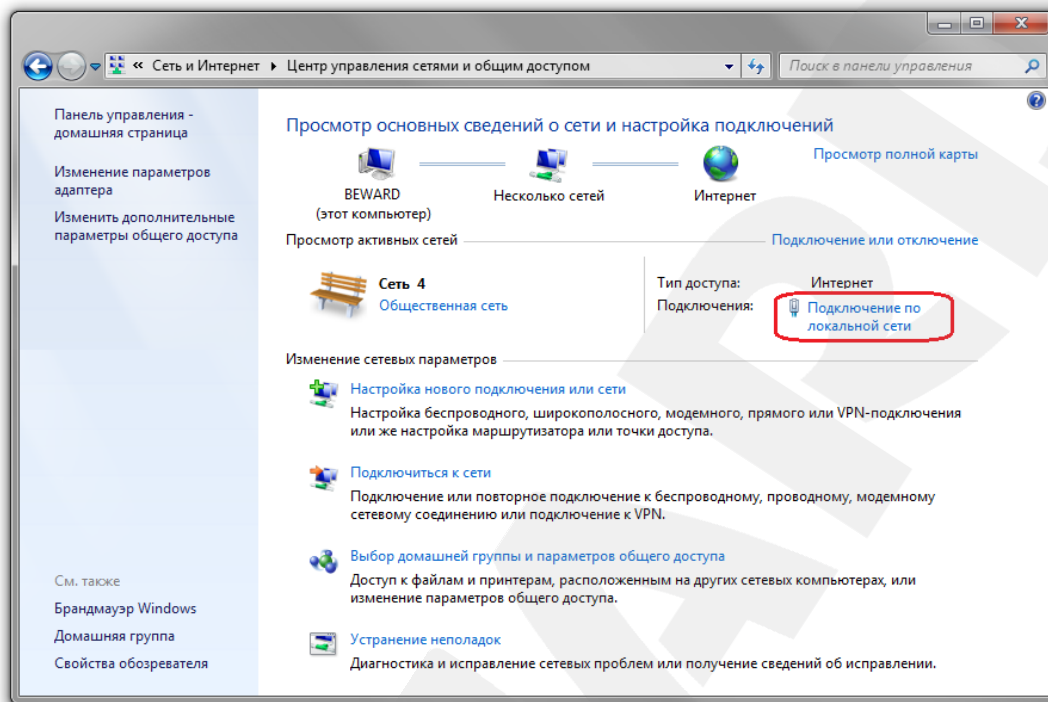 « Сеть и Интернет ▸ Центр управления сетями и общим доступом
Поиск в панели управления
Панель управления -
домашняя страница
Изменение параметров
адаптера
Изменить дополнительные
параметры общего доступа
См. также
Брандмауэр Windows
Домашняя группа
Свойства обозревателя
Просмотр основных сведений о сети и настройка подключений
Просмотр полной карты
BEWARD
(этот компьютер)
Несколько сетей
Интернет
Просмотр активных сетей
Подключение или отключение
Сеть 4
Общественная сеть
Тип доступа: Интернет
Подключения: Подключение по
локальной сети
Изменение сетевых параметров
Настройка нового подключения или сети
Настройка беспроводного, широкополосного, модемного, прямого или VPN-подключения
или же настройка маршрутизатора или точки доступа.
Подключиться к сети
Подключение или повторное подключение к беспроводному, проводному, модемному
сетевому соединению или подключение к VPN.
Выбор домашней группы и параметров общего доступа
Доступ к файлам и принтерам, расположенным на других сетевых компьютерах, или
изменение параметров общего доступа.
Устранение неполадок
Диагностика и исправление сетевых проблем или получение сведений об исправлении.